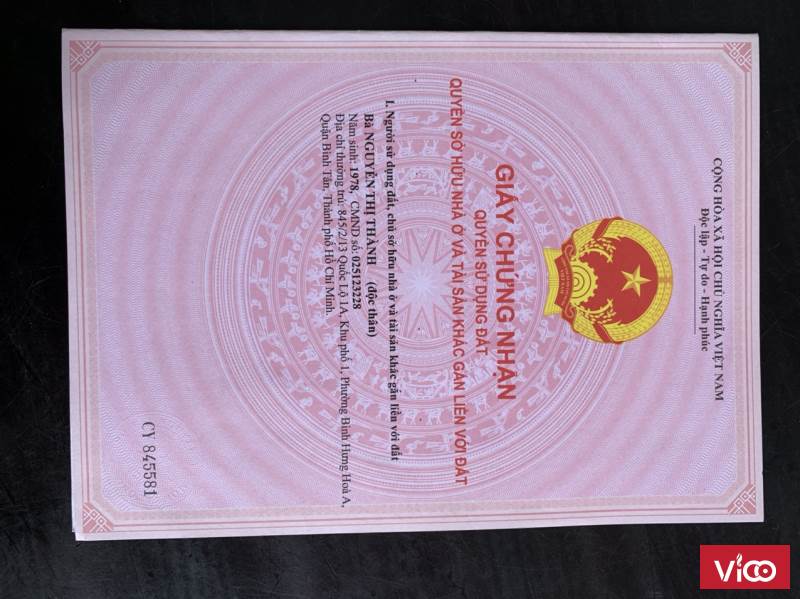 CỘNG HÒA XÃ HỘI CHỦ NGHĨA VIỆT NAM
Độc lập - Tự do - Hạnh phúc
GIẤY CHỨNG NHẬN
QUYỀN SỬ DỤNG ĐẤT
QUYỀN SỞ HỮU NHÀ Ở VÀ TÀI SẢN KHÁC GẮN LIỀN VỚI ĐẤT
I. Người sử dụng đất, chủ sở hữu nhà ở và tài sản khác gắn liền với đất
Bà NGUYỄN THỊ THÀNH (độc thân)
Năm sinh: 1978, CMND số: 025123228
Địa chỉ thường trú: 845/2/13 Quốc Lộ 1A, Khu phố 1, Phường Bình Hưng Hoà A,
Quận Bình Tân, Thành phố Hồ Chí Minh.
CY 845581
ViCO